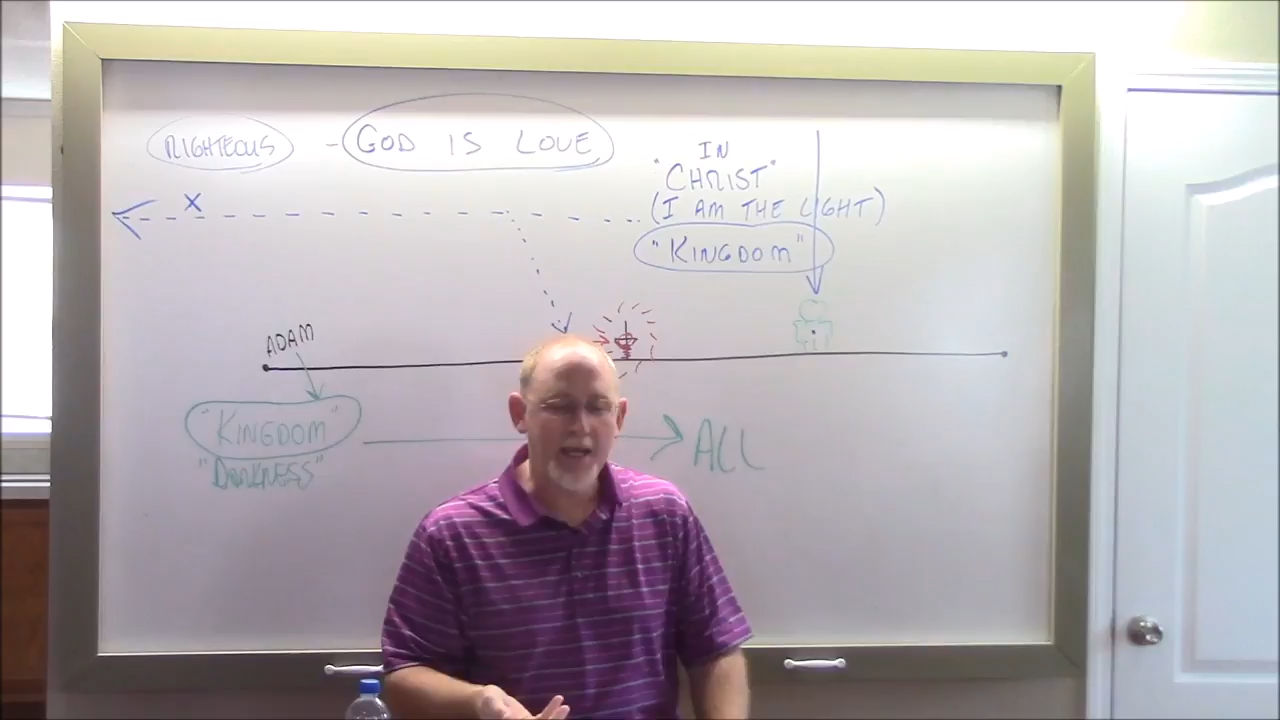 RIGHTEOUS - GOD IS LOVE
IN
"CHRIST"
(I AM THE LIGHT)
"KINGDOM"
X
ADAM
"KINGDOM"
"DARKNESS"
ALL